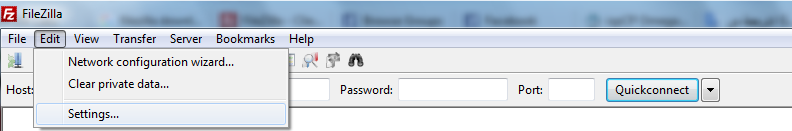 FileZilla
File Edit View Transfer Server Bookmarks Help
Network configuration wizard...
Clear private data...
Settings...
Host: Password: Port: Quickconnect